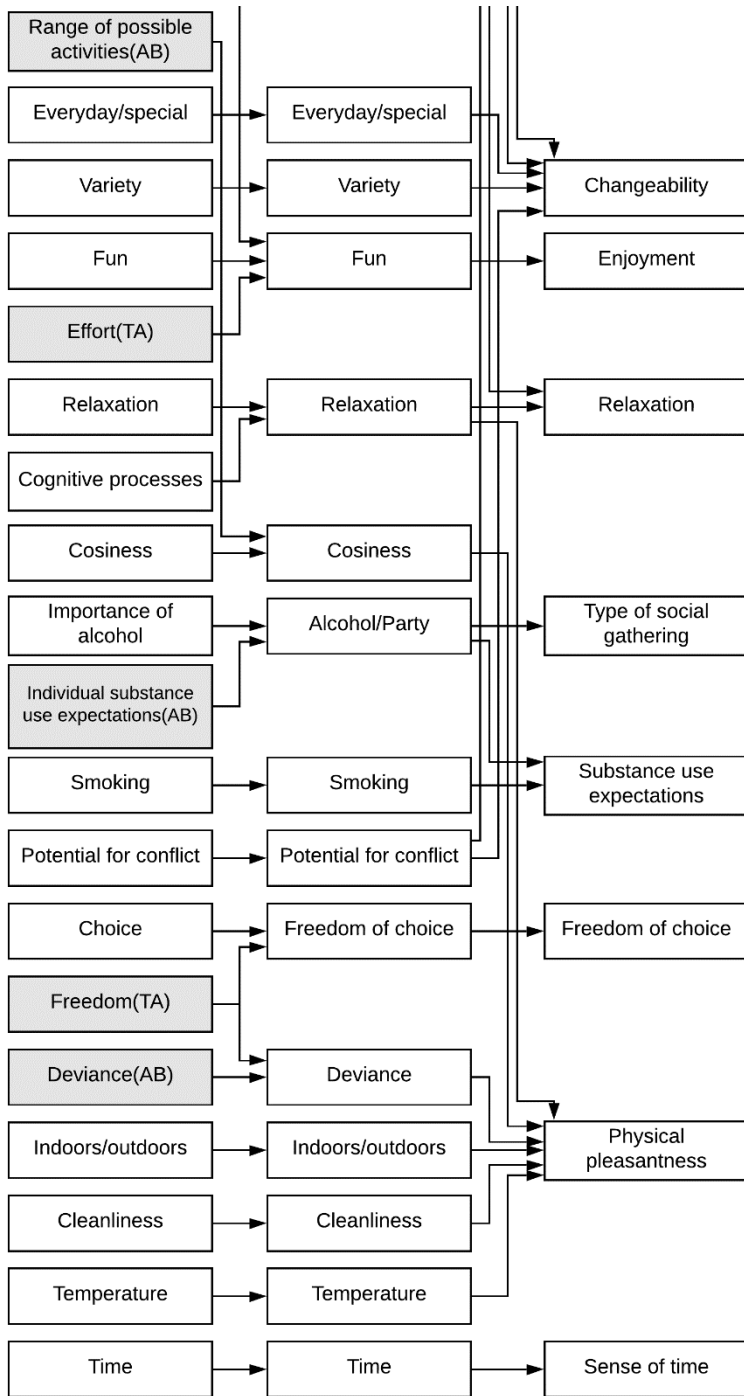 Range of possible
activities(AB)
Everyday/special
Everyday/special
Variety
Variety
Changeability
Fun
Fun
Enjoyment
Effort(TA)
Relaxation
Relaxation
Relaxation
Cognitive processes
Cosiness
Cosiness
Importance of
alcohol
Alcohol/Party
Type of social
gathering
Individual substance
use expectations(AB)
Smoking
Smoking
Substance use
expectations
Potential for conflict
Potential for conflict
Choice
Freedom of choice
Freedom of choice
Freedom(TA)
Deviance(AB)
Deviance
Indoors/outdoors
Indoors/outdoors
Physical
pleasantness
Cleanliness
Cleanliness
Temperature
Temperature
Time
Time
Sense of time